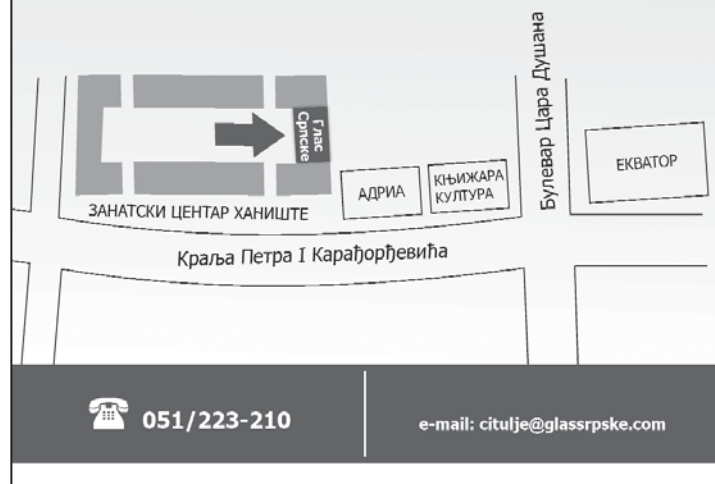 Булевар Цара Душана
Глас
Српске
ЕКВАТОР
АДРИА
КЊИЖАРА
КУЛТУРА
ЗАНАТСКИ ЦЕНТАР ХАНИШТЕ
Краља Петра I Карађорђевића
051/223-210
e-mail: citulje@glassrpske.com